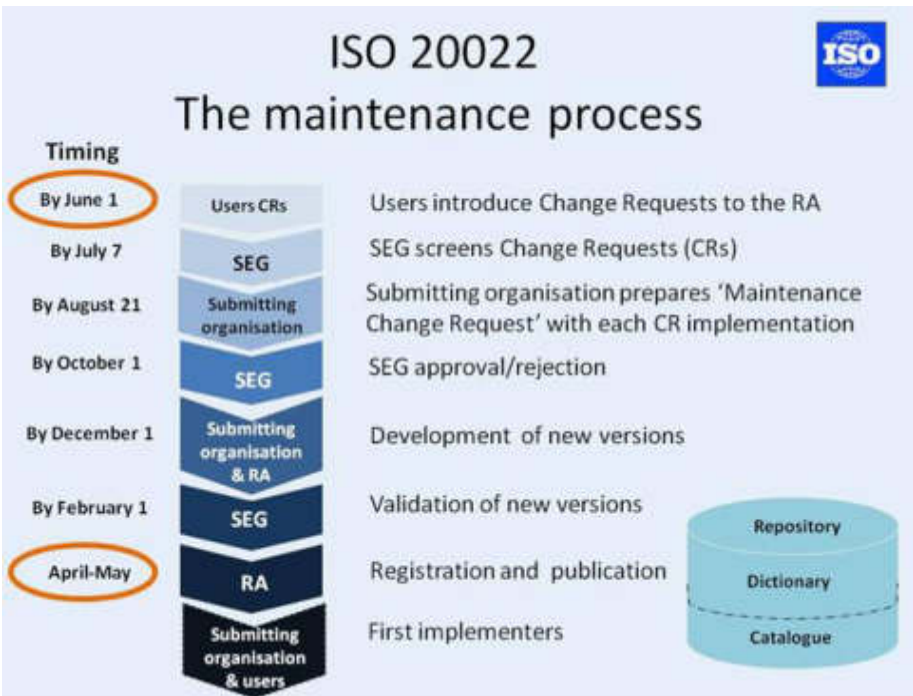 ISO 20022
ISO
The maintenance process
Timing
By June 1
Users CRs
Users introduce Change Requests to the RA
By July 7
SEG
SEG screens Change Requests (CRs)
By August 21
Submitting
organisation
Submitting organisation prepares ‘Maintenance
Change Request’ with each CR implementation
By October 1
SEG
SEG approval/rejection
By December 1
Submitting
organisation
& RA
Development of new versions
By February 1
SEG
Validation of new versions
April-May
RA
Registration and publication
Submitting
organisation
& users
First implementers
Repository
Dictionary
Catalogue